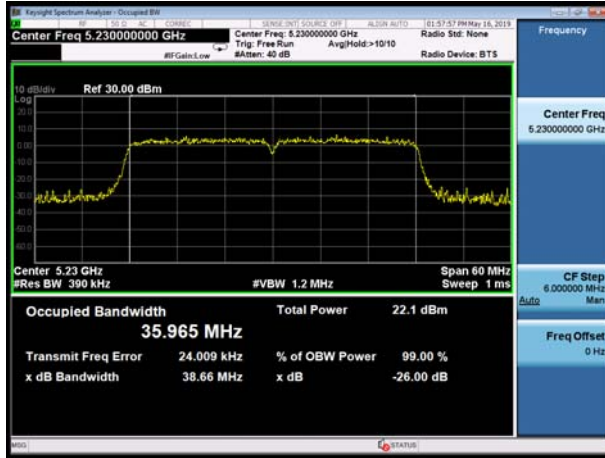 Keysight Spectrum Analyzer - Occupied BW
RF 50 Ω AC CORREC SENSE:INT SOURCE OFF ALIGN AUTO 01:57:57 PM May 16, 2019
Center Freq 5.230000000 GHz
Center Freq: 5.230000000 GHz
Radio Std: None
Trig: Free Run Avg|Hold:>10/10
#IFGain:Low #Atten: 40 dB Radio Device: BTS
10 dB/div Ref 30.00 dBm
Log
20.0
10.0
0.00
-10.0
-20.0
-30.0
-40.0
-50.0
-60.0
Center 5.23 GHz Span 60 MHz
#Res BW 390 kHz #VBW 1.2 MHz Sweep 1 ms
Occupied Bandwidth Total Power 22.1 dBm
35.965 MHz
Transmit Freq Error 24.009 kHz % of OBW Power 99.00 %
x dB Bandwidth 38.66 MHz x dB -26.00 dB
MSG STATUS
Frequency
Center Freq
5.230000000 GHz
CF Step
6.000000 MHz
Auto Man
Freq Offset
0 Hz